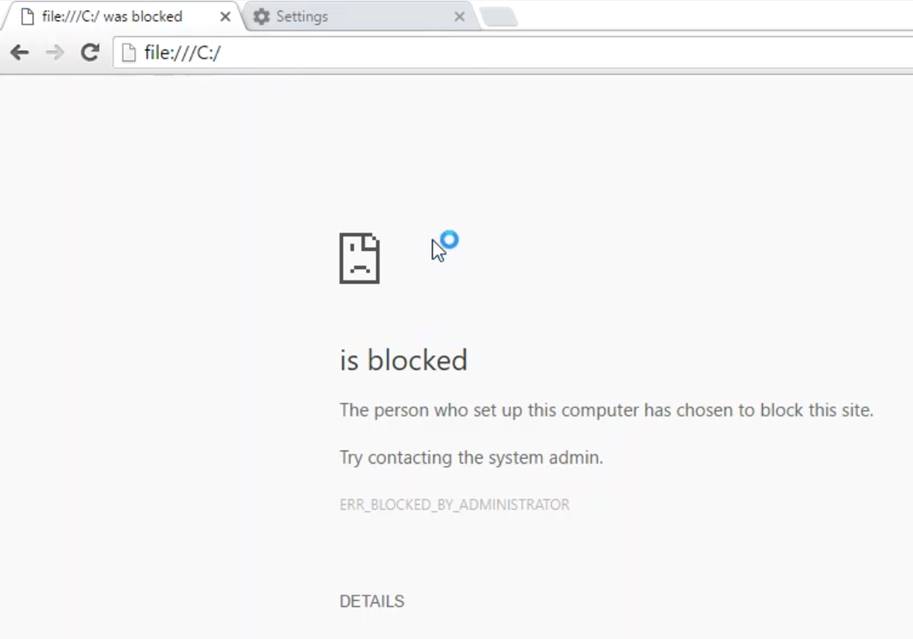 file:///C:/ was blocked
Settings
file:///C:/
is blocked
The person who set up this computer has chosen to block this site.
Try contacting the system admin.
ERR_BLOCKED_BY_ADMINISTRATOR
DETAILS